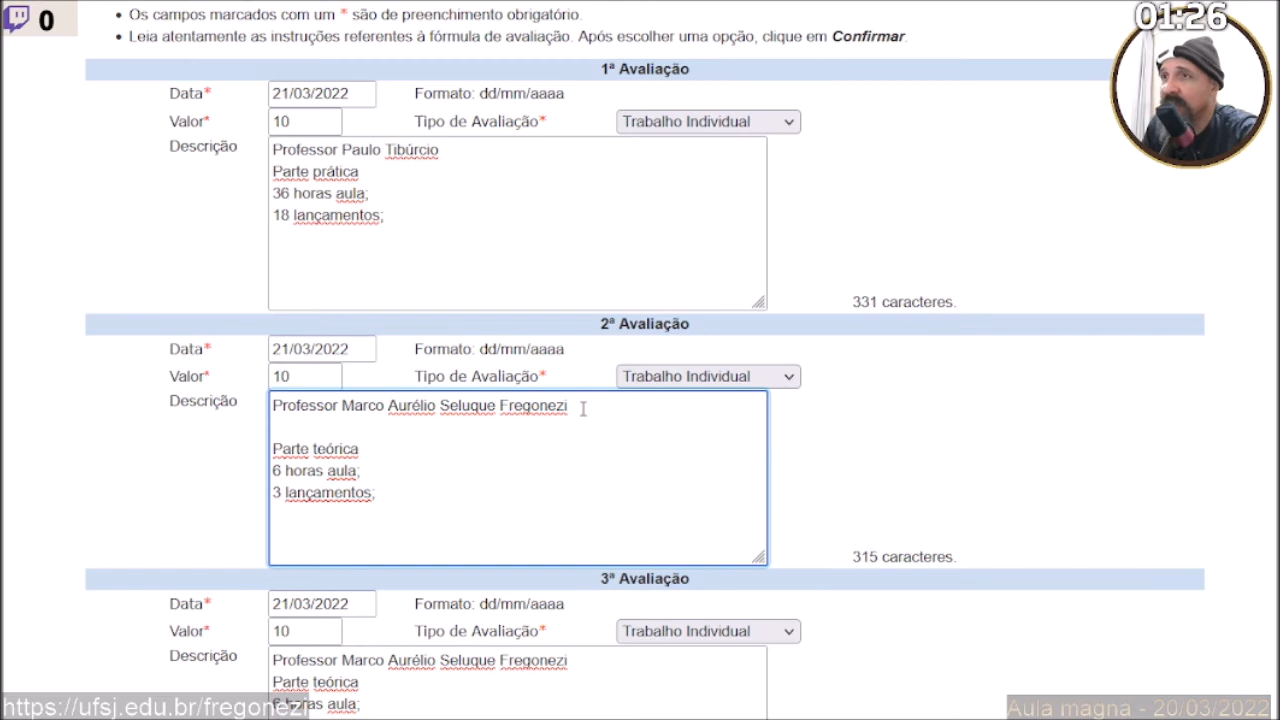 0
01:26
Os campos marcados com um * são de preenchimento obrigatório.
Leia atentamente as instruções referentes à fórmula de avaliação. Após escolher uma opção, clique em Confirmar.
1ª Avaliação
Data* 21/03/2022 Formato: dd/mm/aaaa
Valor* 10 Tipo de Avaliação* Trabalho Individual
Descrição Professor Paulo Tibúrcio
Parte prática
36 horas aula;
18 lançamentos;
331 caracteres.
2ª Avaliação
Data* 21/03/2022 Formato: dd/mm/aaaa
Valor* 10 Tipo de Avaliação* Trabalho Individual
Descrição Professor Marco Aurélio Seluque Fregonezi
Parte teórica
6 horas aula;
3 lançamentos;
315 caracteres.
3ª Avaliação
Data* 21/03/2022 Formato: dd/mm/aaaa
Valor* 10 Tipo de Avaliação* Trabalho Individual
Descrição Professor Marco Aurélio Seluque Fregonezi
Parte teórica
6 horas aula;
https://ufsj.edu.br/fregonezi
Aula magna - 20/03/2022